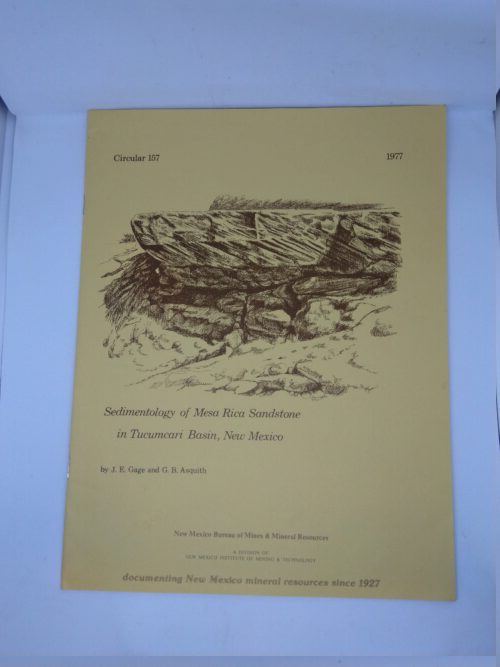 Circular 157
1977
Sedimentology of Mesa Rica Sandstone
in Tucumcari Basin, New Mexico
by J. E. Gage and G. B. Asquith
New Mexico Bureau of Mines & Mineral Resources
A DIVISION OF
NEW MEXICO INSTITUTE OF MINING & TECHNOLOGY
documenting New Mexico mineral resources since 1927